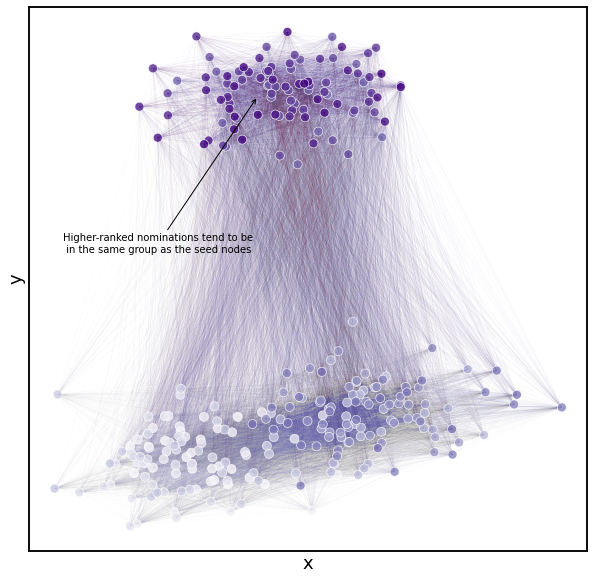 Higher-ranked nominations tend to be
in the same group as the seed nodes
y
x